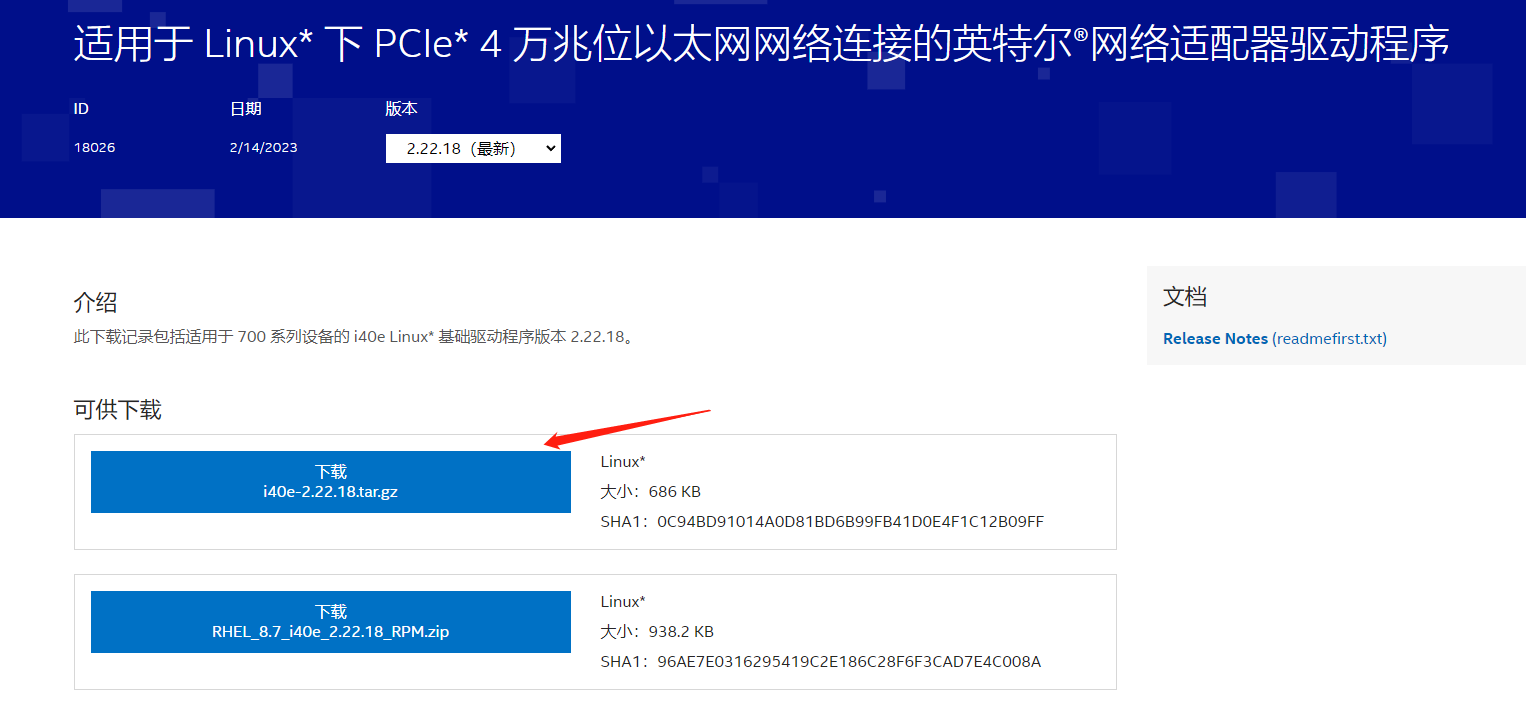 适用于 Linux* 下 PCIe* 4 万兆位以太网网络连接的英特尔®网络适配器驱动程序
ID
日期
版本
18026
2/14/2023
2.22.18（最新）
介绍
此下载记录包括适用于 700 系列设备的 i40e Linux* 基础驱动程序版本 2.22.18。
文档
Release Notes (readmefirst.txt)
可供下载
下载
i40e-2.22.18.tar.gz
Linux*
大小：686 KB
SHA1：0C94BD91014A0D81BD6B99FB41D0E4F1C12B09FF
下载
RHEL_8.7_i40e_2.22.18_RPM.zip
Linux*
大小：938.2 KB
SHA1：96AE7E0316295419C2E186C28F6F3CAD7E4C008A